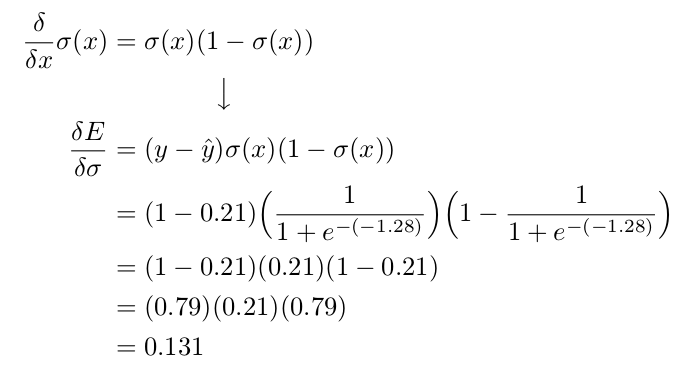 δ/δx σ(x) = σ(x)(1 − σ(x))
↓
δE/δσ = (y − ŷ)σ(x)(1 − σ(x))
= (1 − 0.21)(1/(1 + e^{−(−1.28)}))(1 − 1/(1 + e^{−(−1.28)}))
= (1 − 0.21)(0.21)(1 − 0.21)
= (0.79)(0.21)(0.79)
= 0.131